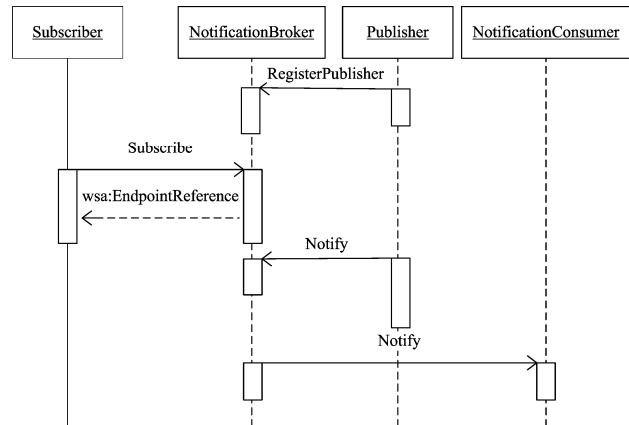 Subscriber
NotificationBroker
Publisher
NotificationConsumer
RegisterPublisher
Subscribe
wsa:EndpointReference
Notify
Notify